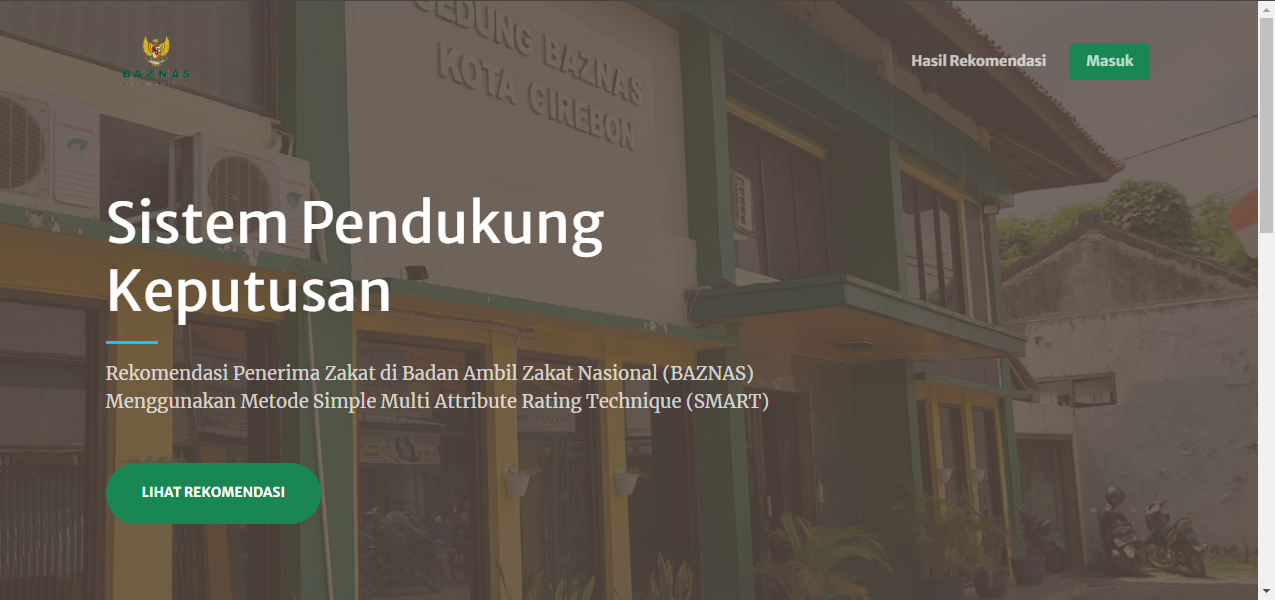 GEDUNG BAZNAS
KOTA CIREBON
BAZNAS
Hasil Rekomendasi
Masuk
Sistem Pendukung
Keputusan
Rekomendasi Penerima Zakat di Badan Ambil Zakat Nasional (BAZNAS)
Menggunakan Metode Simple Multi Attribute Rating Technique (SMART)
LIHAT REKOMENDASI